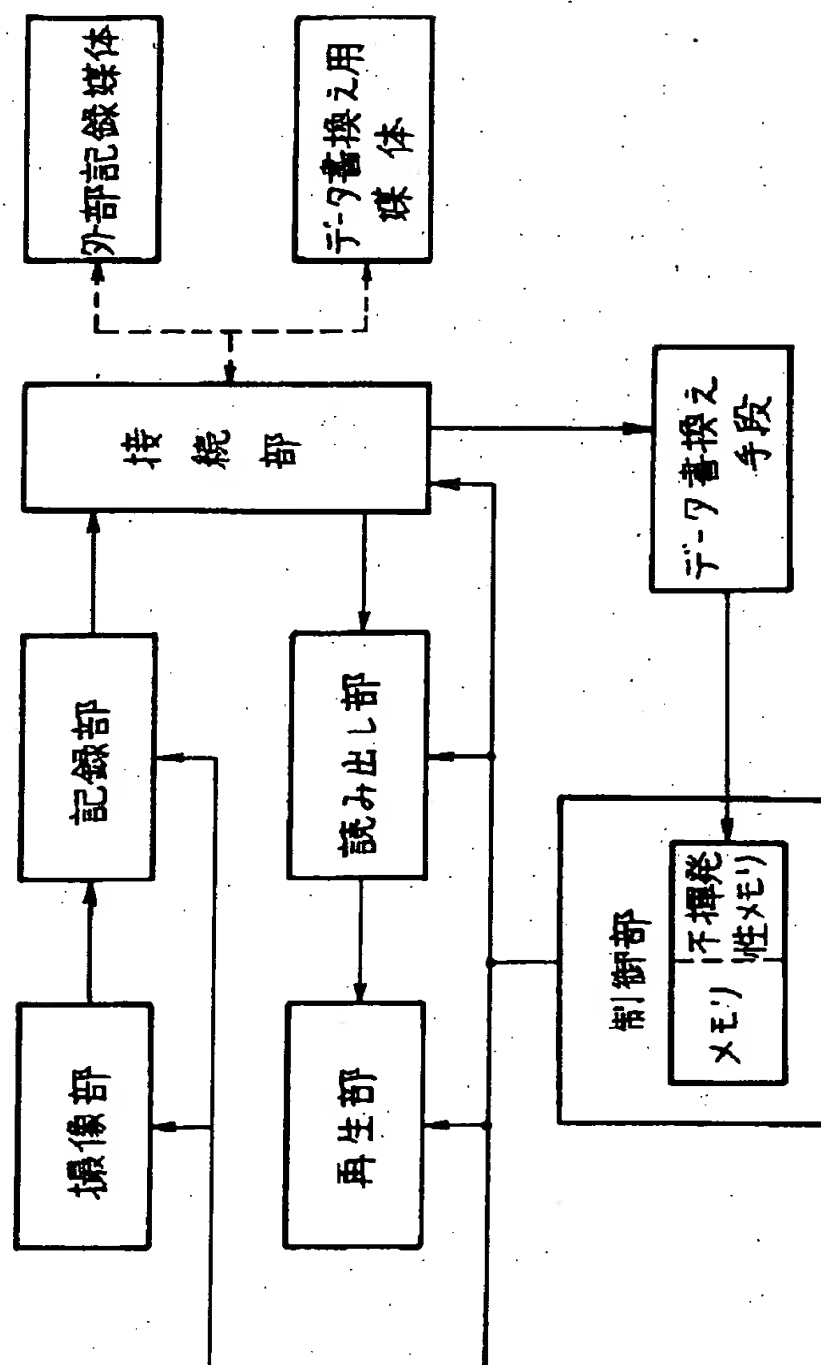 撮像部
記録部
接続部
外部記録媒体
再生部
読み出し部
データ書換え用
媒体
制御部
メモリ
不揮発
性メモリ
データ書換え
手段